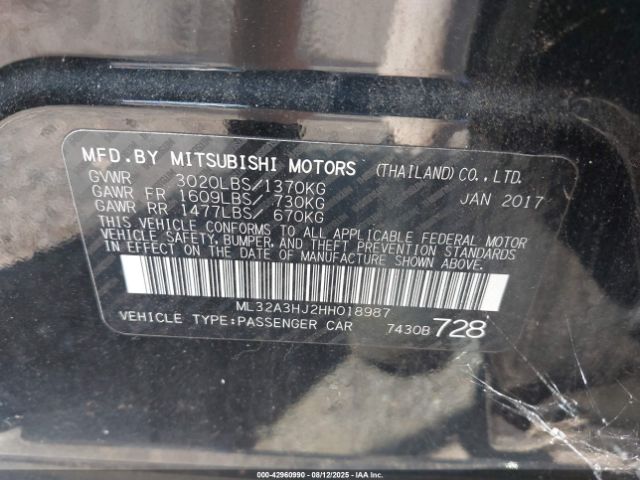 MFD.BY MITSUBISHI MOTORS (THAILAND)CO.,LTD.
GVWR 3020LBS/1370KG JAN 2017
GAWR FR 1609LBS/ 730KG
GAWR RR 1477LBS/ 670KG
THIS VEHICLE CONFORMS TO ALL APPLICABLE FEDERAL MOTOR
VEHICLE, SAFETY, BUMPER, AND THEFT PREVENTION STANDARDS
IN EFFECT ON THE DATE OF MANUFACTURE SHOWN ABOVE.
ML32A3HJ2HH018987
VEHICLE TYPE:PASSENGER CAR 7430B 728
000-42960990 - 08/12/2025 - IAAI.COM